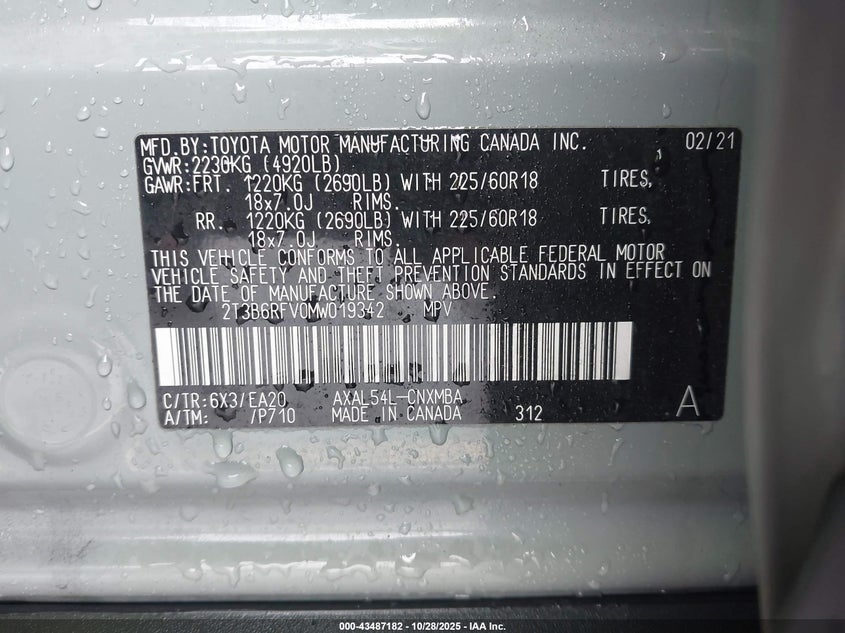 MFD.BY:TOYOTA MOTOR MANUFACTURING CANADA INC. 02/21
GVWR:2230KG (4920LB)
GAWR:FRT. 1220KG (2690LB) WITH 225/60R18 TIRES,
18x7.0J RIMS.
RR. 1220KG (2690LB) WITH 225/60R18 TIRES,
18x7.0J RIMS.
THIS VEHICLE CONFORMS TO ALL APPLICABLE FEDERAL MOTOR
VEHICLE SAFETY AND THEFT PREVENTION STANDARDS IN EFFECT ON
THE DATE OF MANUFACTURE SHOWN ABOVE.
2T3B6RFV0MW019342 MPV
C/TR:6X3/EA20 AXAL54L-CNXMBA
A/TM: /P710 MADE IN CANADA 312 A
000-43487182 - 10/28/2025 - IAA Inc.